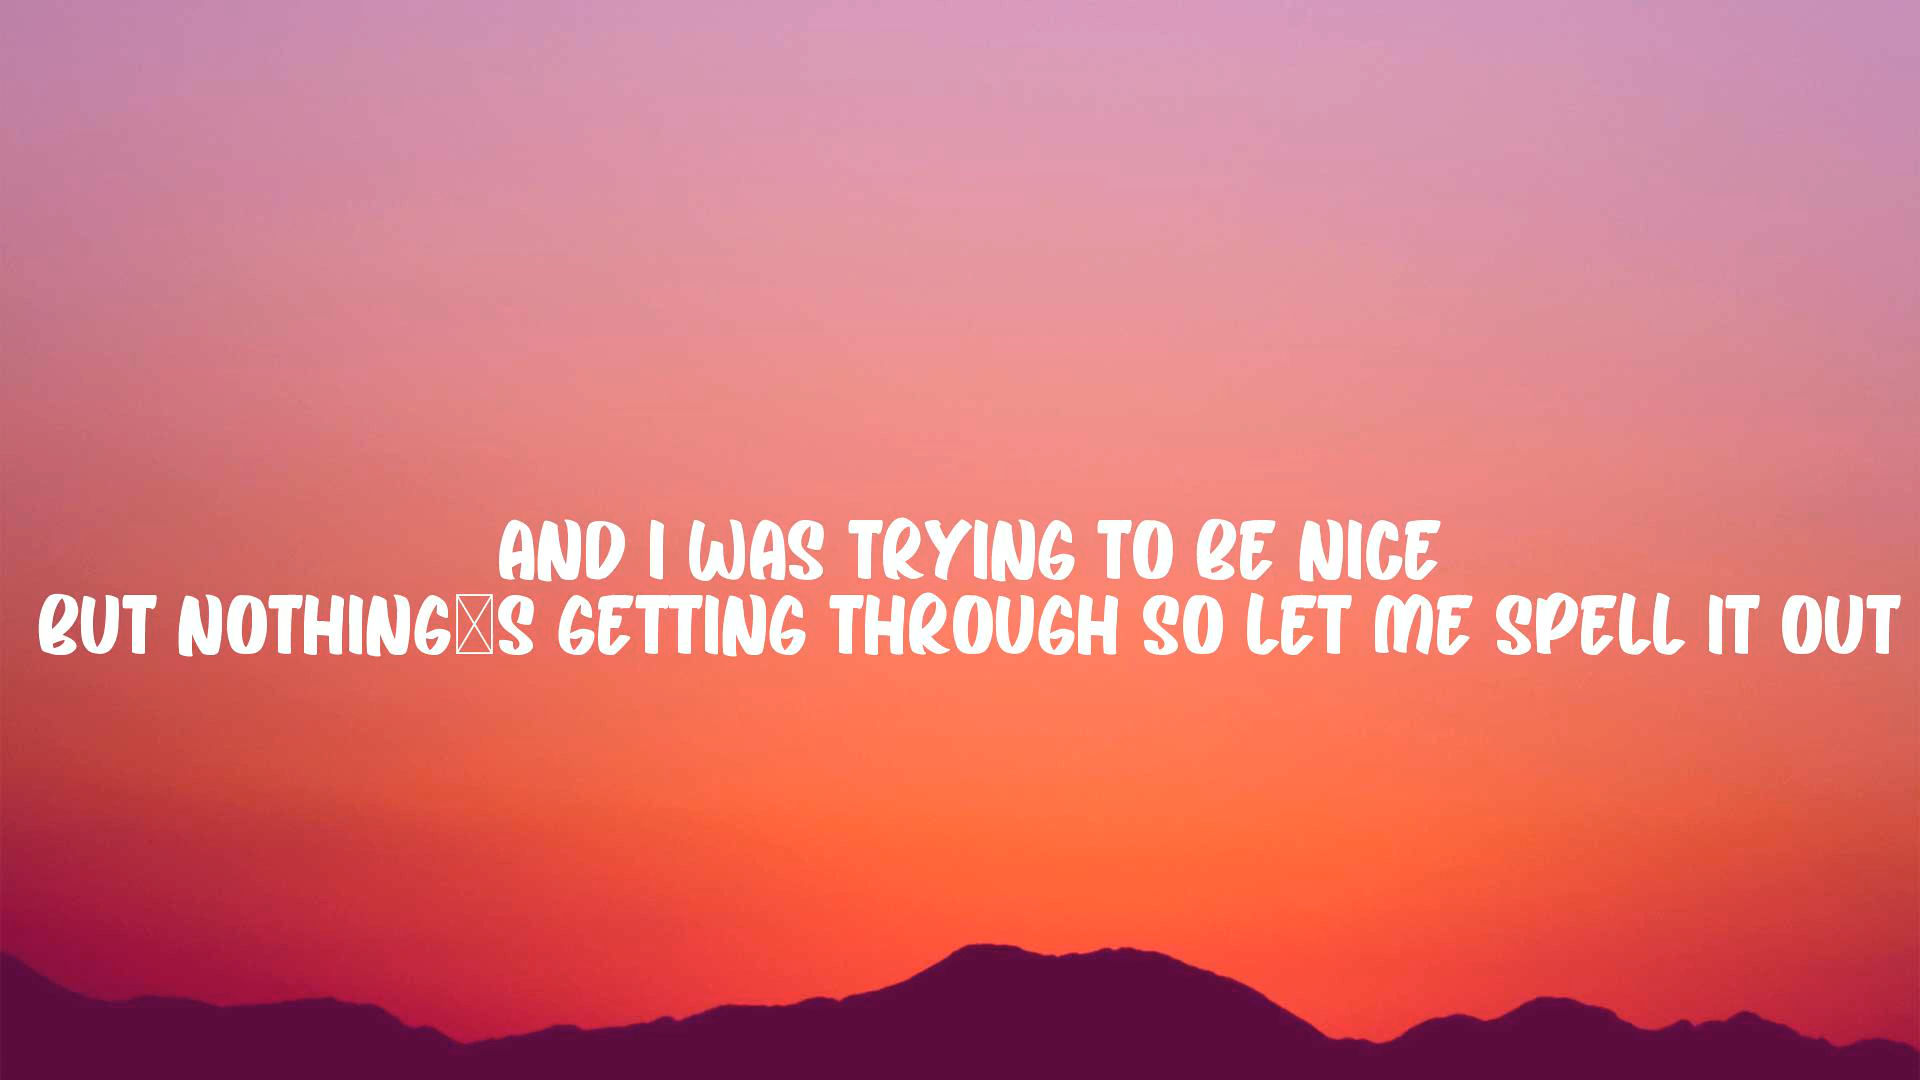 AND I WAS TRYING TO BE NICE
BUT NOTHING☒S GETTING THROUGH SO LET ME SPELL IT OUT